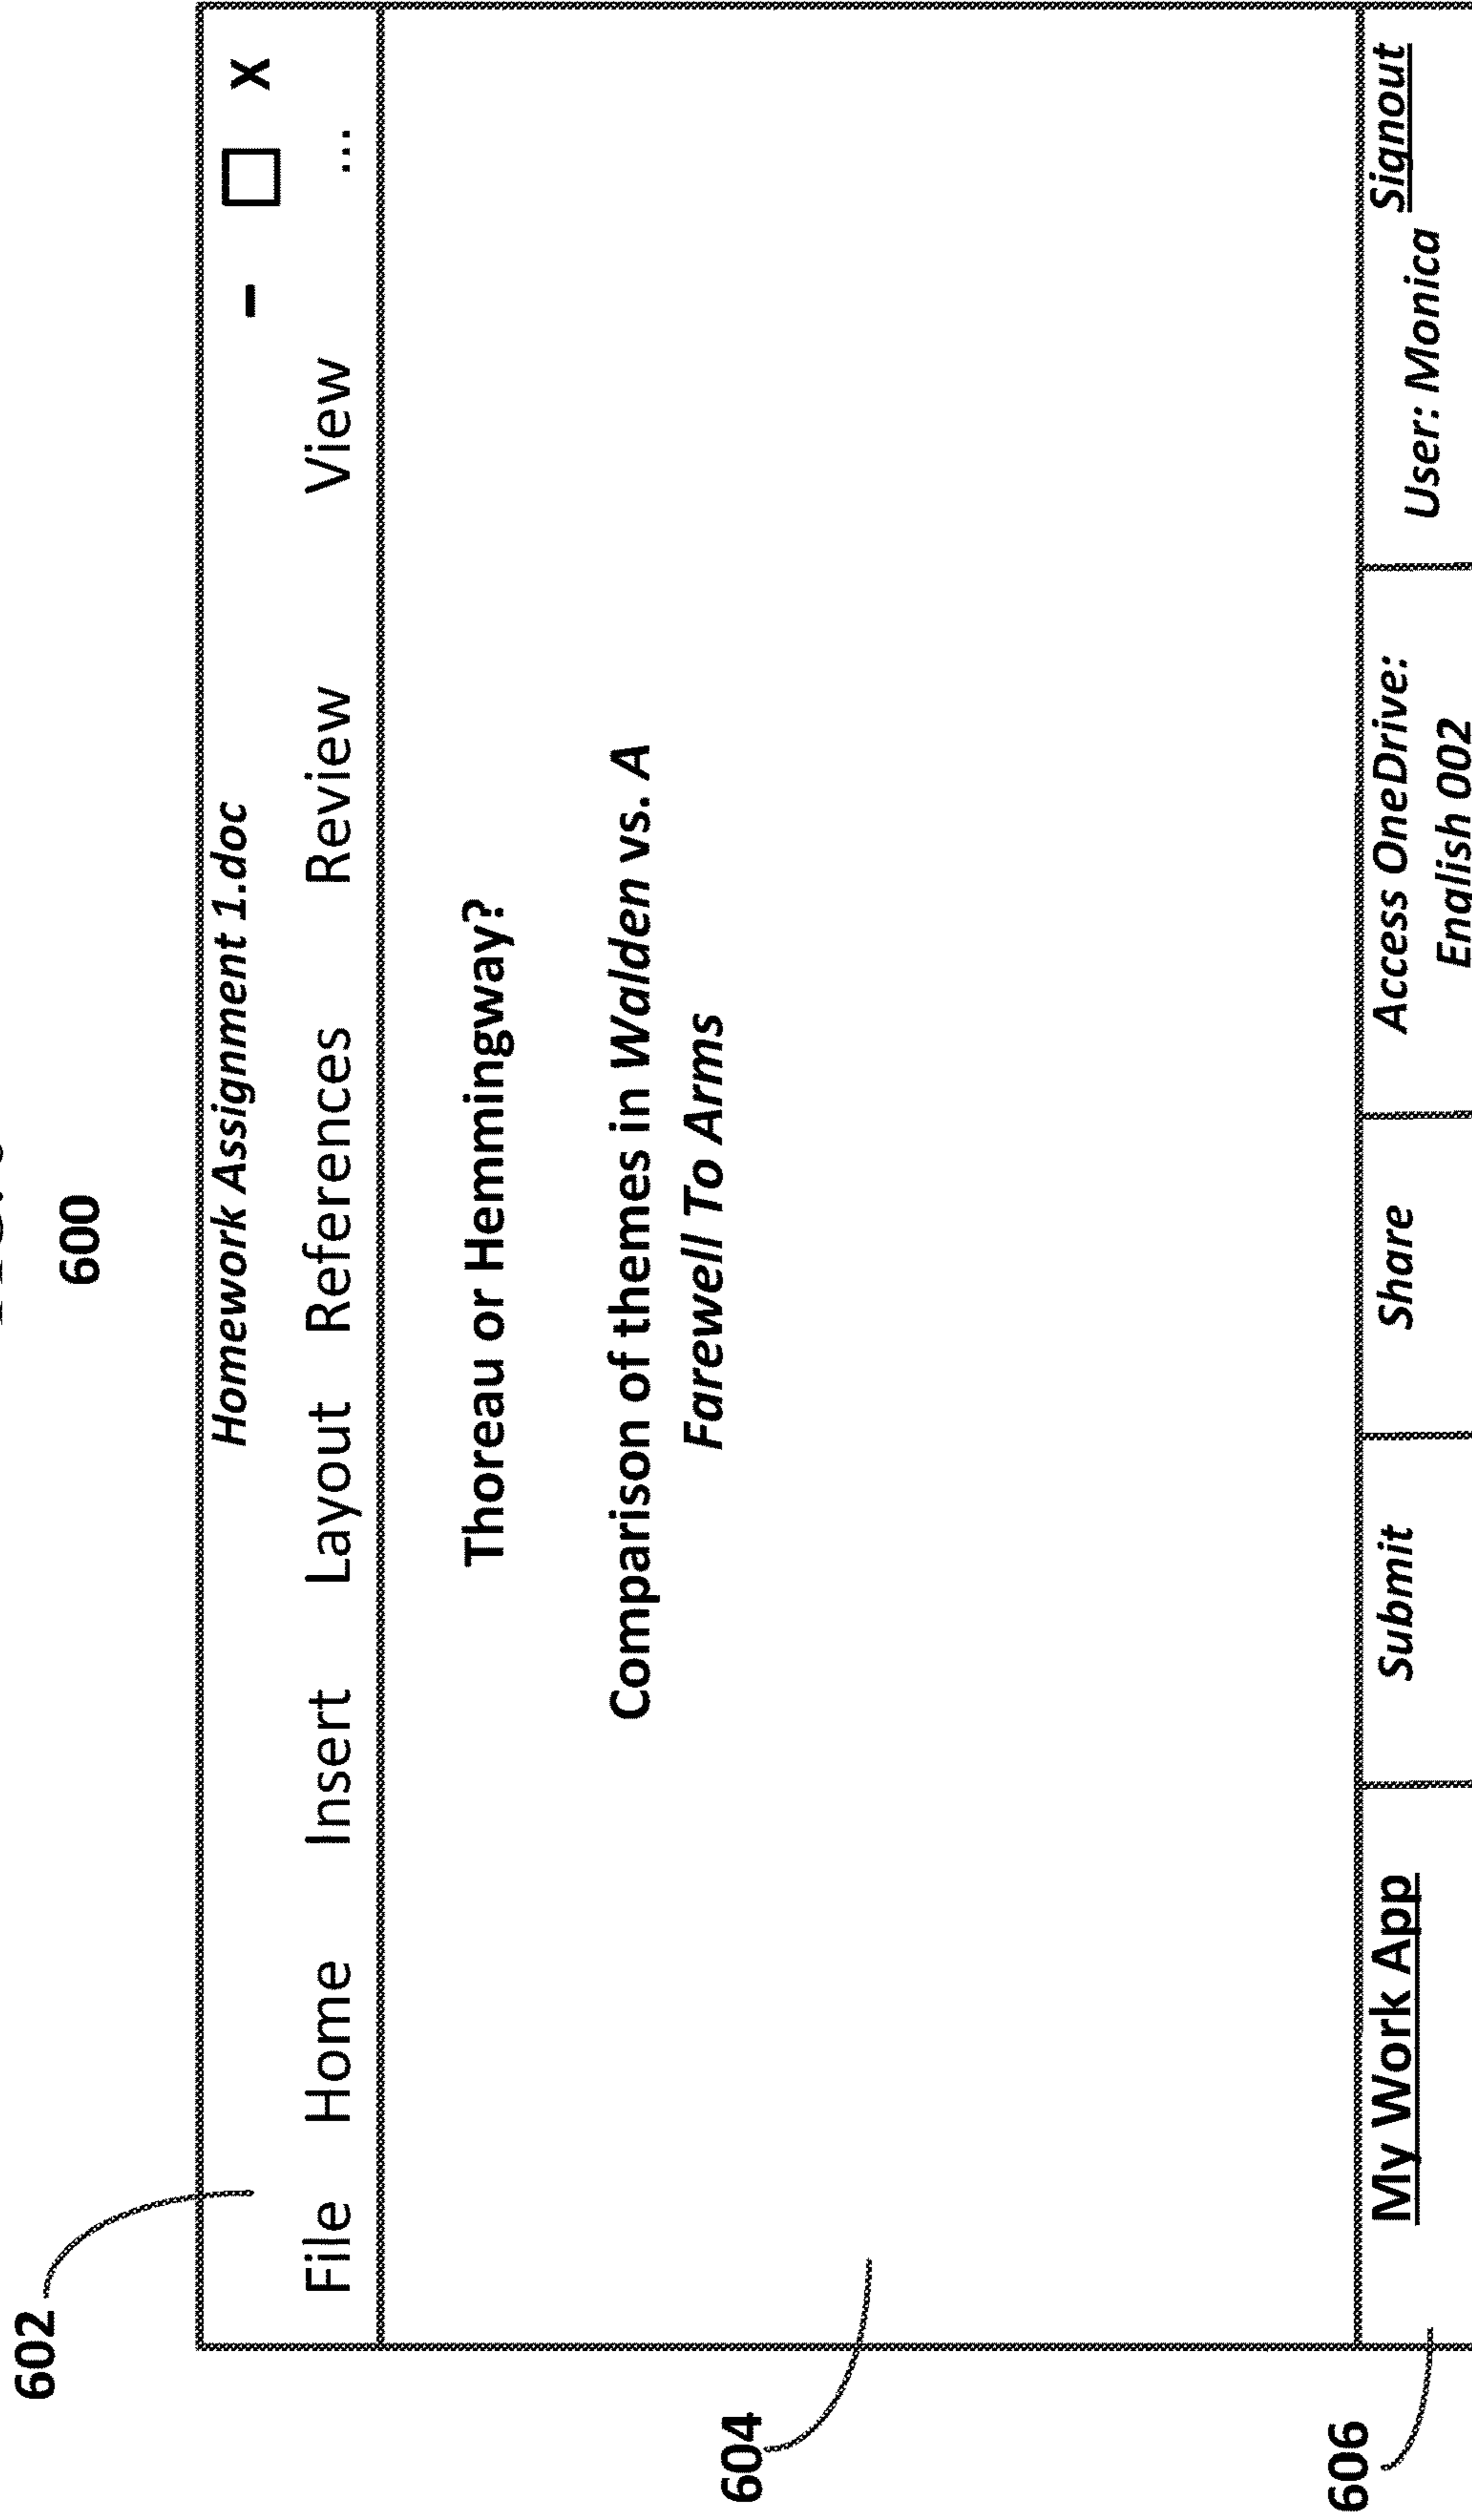 600
602
Homework Assignment 1.doc
– □ X
File Home Insert Layout References Review View ...
604
Thoreau or Hemmingway?
Comparison of themes in Walden vs. A
Farewell To Arms
606
My Work App
Submit
Share
Access OneDrive:
English 002
Signout
User: Monica